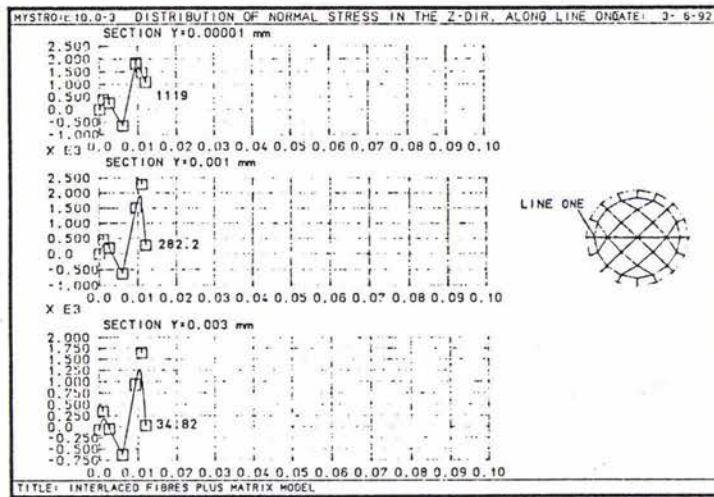 MYSTRO: E10.0-3 DISTRIBUTION OF NORMAL STRESS IN THE Z-DIR, ALONG LINE ONE DATE: 3- 6-92
SECTION Y=0.00001 mm
2.500
2.000
1.500
1.000
0.500
0.0
-0.500
-1.000
1119
X E3
0.0 0.01 0.02 0.03 0.04 0.05 0.06 0.07 0.08 0.09 0.10
SECTION Y=0.001 mm
2.500
2.000
1.500
1.000
0.500
0.0
-0.500
-1.000
282.2
X E3
0.0 0.01 0.02 0.03 0.04 0.05 0.06 0.07 0.08 0.09 0.10
LINE ONE
SECTION Y=0.003 mm
2.000
1.750
1.500
1.250
1.000
0.750
0.500
0.250
0.0
-0.250
-0.500
-0.750
34.82
0.0 0.01 0.02 0.03 0.04 0.05 0.06 0.07 0.08 0.09 0.10
TITLE: INTERLACED FIBRES PLUS MATRIX MODEL